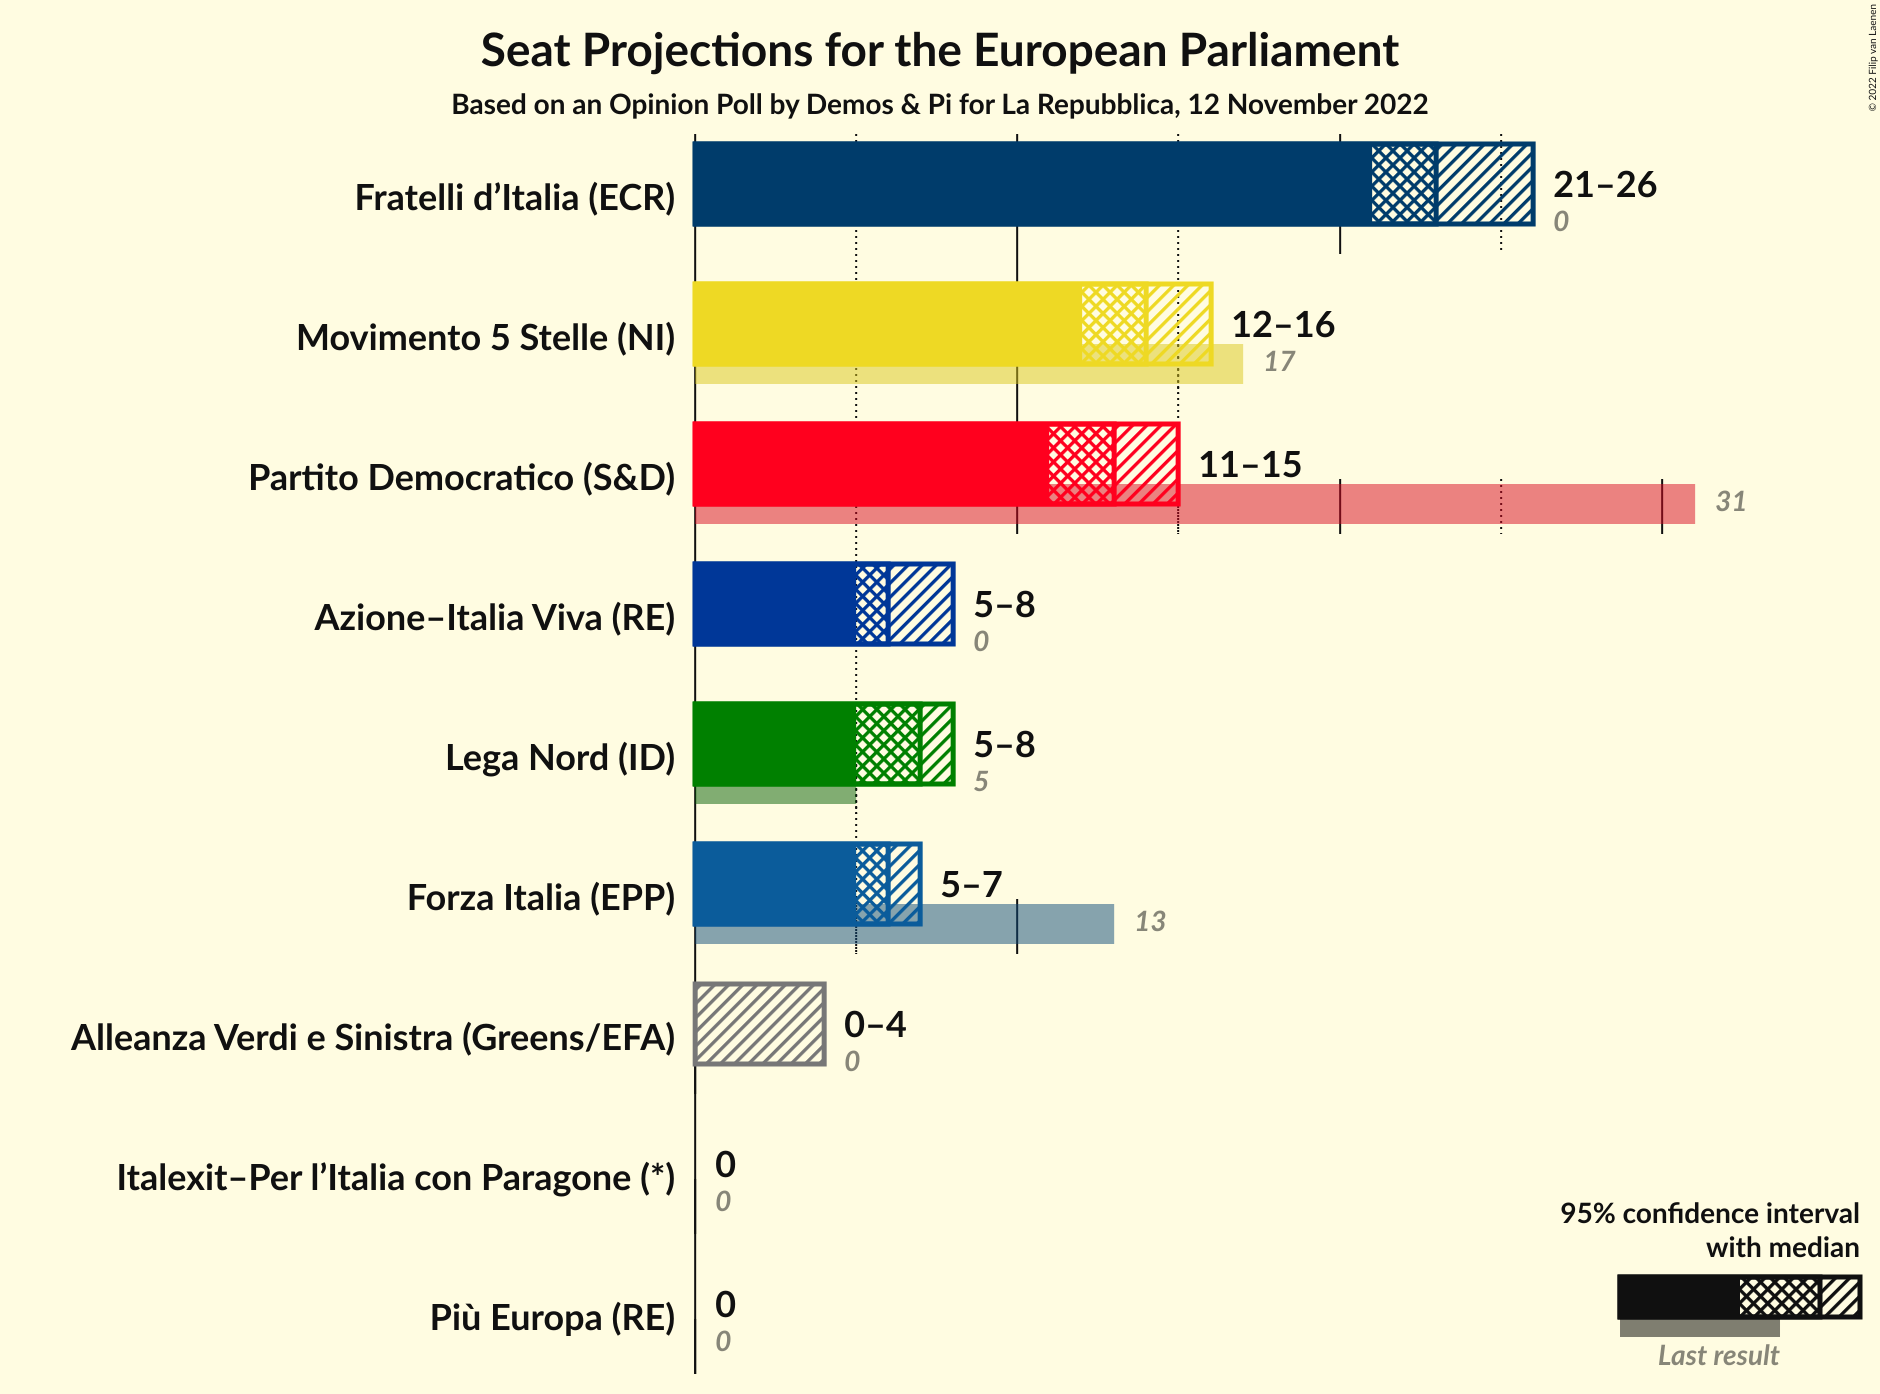 Seat Projections for the European Parliament
Based on an Opinion Poll by Demos & Pi for La Repubblica, 12 November 2022
© 2022 Filip van Laenen
Fratelli d’Italia (ECR)
21–26
0
Movimento 5 Stelle (NI)
12–16
17
Partito Democratico (S&D)
11–15
31
Azione–Italia Viva (RE)
5–8
0
Lega Nord (ID)
5–8
5
Forza Italia (EPP)
5–7
13
Alleanza Verdi e Sinistra (Greens/EFA)
0–4
0
Italexit–Per l’Italia con Paragone (*)
0
0
Più Europa (RE)
0
0
95% confidence interval
with median
Last result